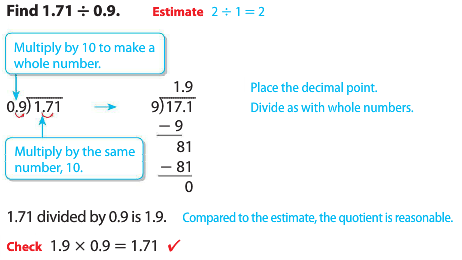 Find 1.71 ÷ 0.9. Estimate 2 ÷ 1 = 2
Multiply by 10 to make a
whole number.
1.9 Place the decimal point.
0.9)1.71 → 9)17.1 Divide as with whole numbers.
− 9
81
Multiply by the same
number, 10.
− 81
0
1.71 divided by 0.9 is 1.9. Compared to the estimate, the quotient is reasonable.
Check 1.9 × 0.9 = 1.71 ✓